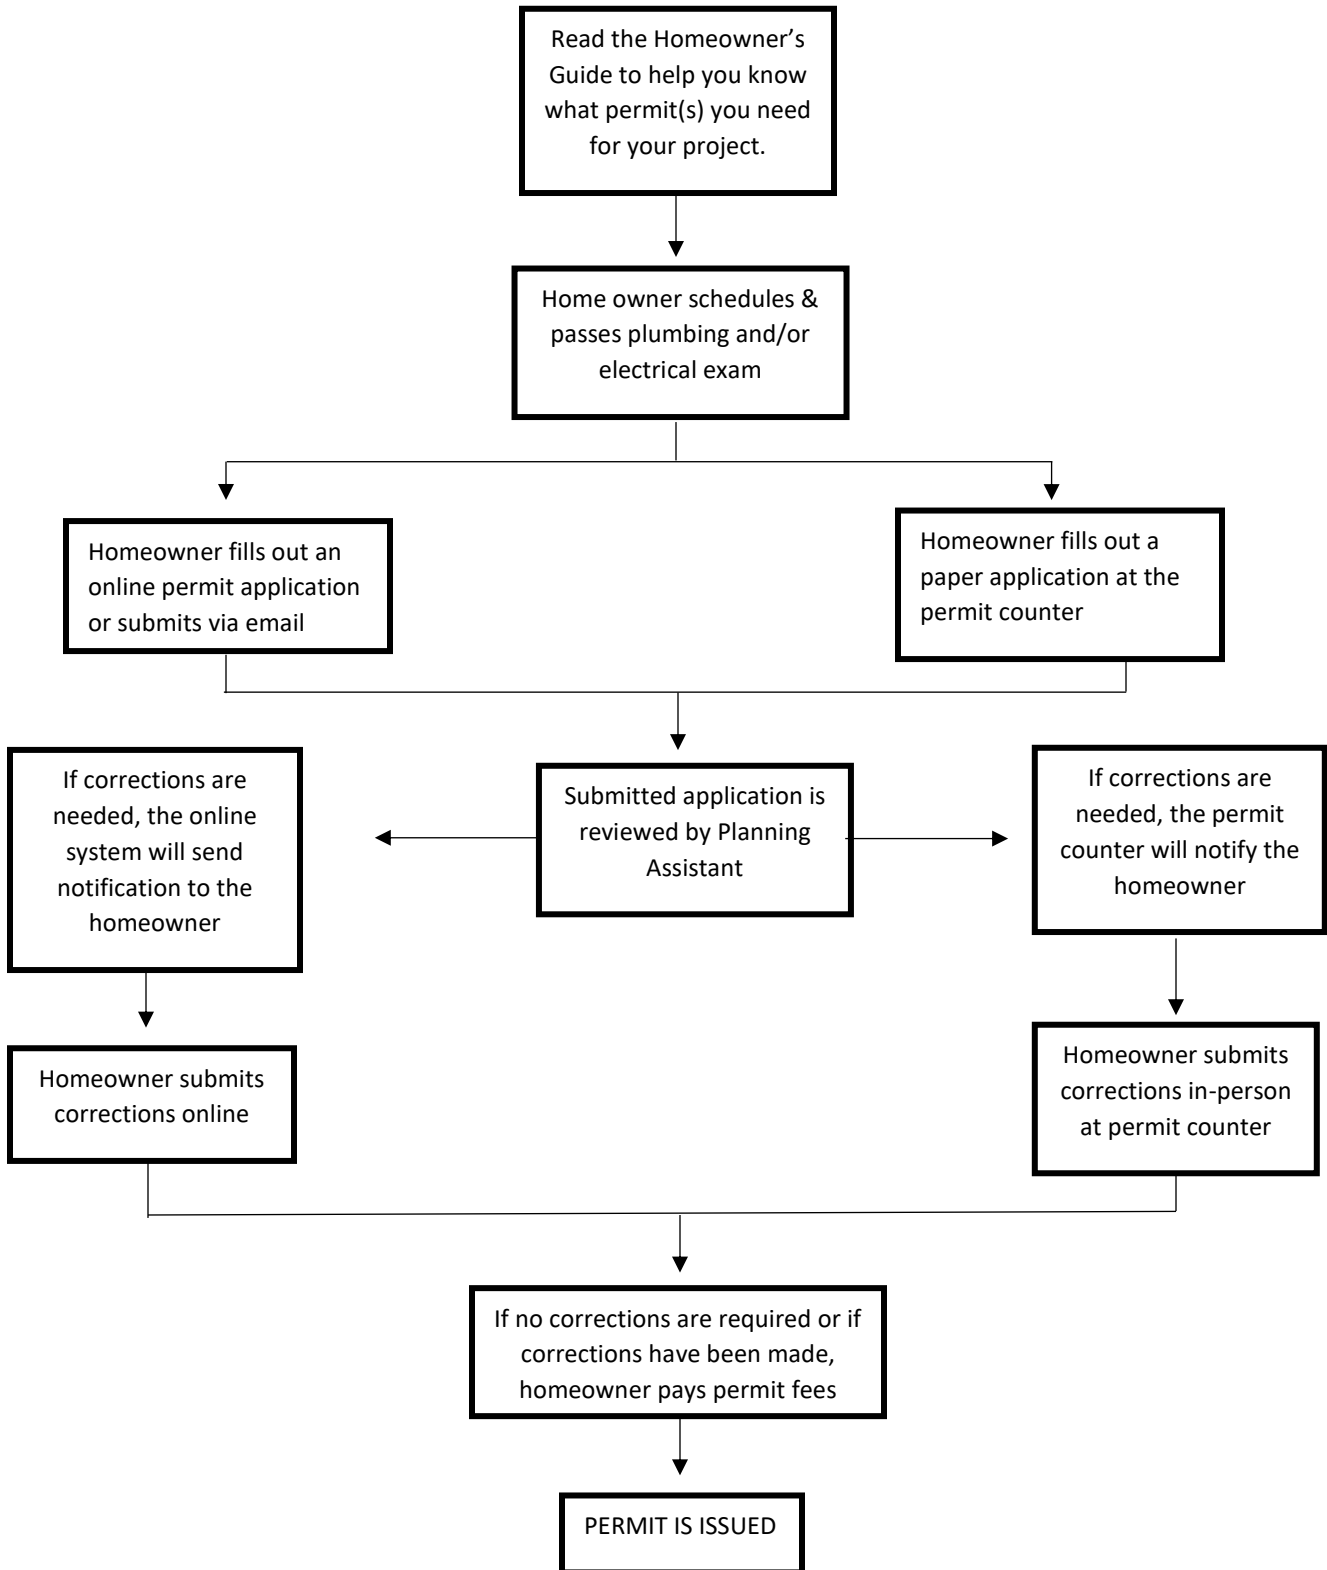 Read the Homeowner’s
Guide to help you know
what permit(s) you need
for your project.
Home owner schedules &
passes plumbing and/or
electrical exam
Homeowner fills out an
online permit application
or submits via email
Homeowner fills out a
paper application at the
permit counter
If corrections are
needed, the online
system will send
notification to the
homeowner
Submitted application is
reviewed by Planning
Assistant
If corrections are
needed, the permit
counter will notify the
homeowner
Homeowner submits
corrections online
Homeowner submits
corrections in-person
at permit counter
If no corrections are required or if
corrections have been made,
homeowner pays permit fees
PERMIT IS ISSUED